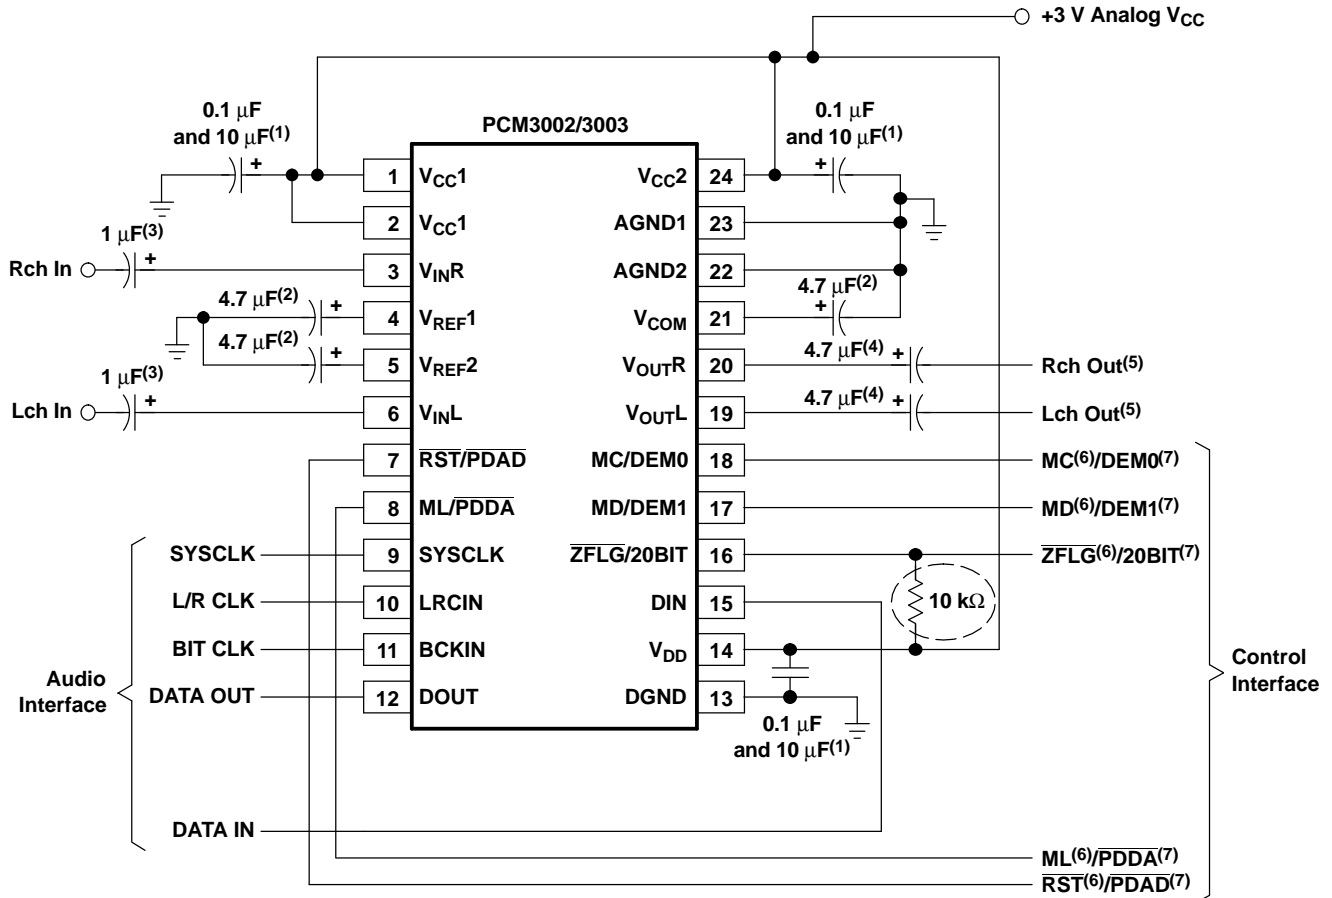 +3 V Analog VCC
0.1 μF
and 10 μF(1)
PCM3002/3003
0.1 μF
and 10 μF(1)
1 VCC1
VCC2 24
2 VCC1
AGND1 23
1 μF(3)
Rch In
3 VINR
AGND2 22
4.7 μF(2)
4 VREF1
4.7 μF(2)
VCOM 21
4.7 μF(2)
5 VREF2
VOUTR 20
4.7 μF(4)
Rch Out(5)
1 μF(3)
Lch In
6 VINL
VOUTL 19
4.7 μF(4)
Lch Out(5)
7 RST/PDAD
MC/DEM0 18
MC(6)/DEM0(7)
8 ML/PDDA
MD/DEM1 17
MD(6)/DEM1(7)
SYSCLK
9 SYSCLK
ZFLG/20BIT 16
ZFLG(6)/20BIT(7)
L/R CLK
10 LRCIN
DIN 15
10 kΩ
BIT CLK
11 BCKIN
VDD 14
DATA OUT
12 DOUT
DGND 13
Audio
Interface
Control
Interface
0.1 μF
and 10 μF(1)
DATA IN
ML(6)/PDDA(7)
RST(6)/PDAD(7)